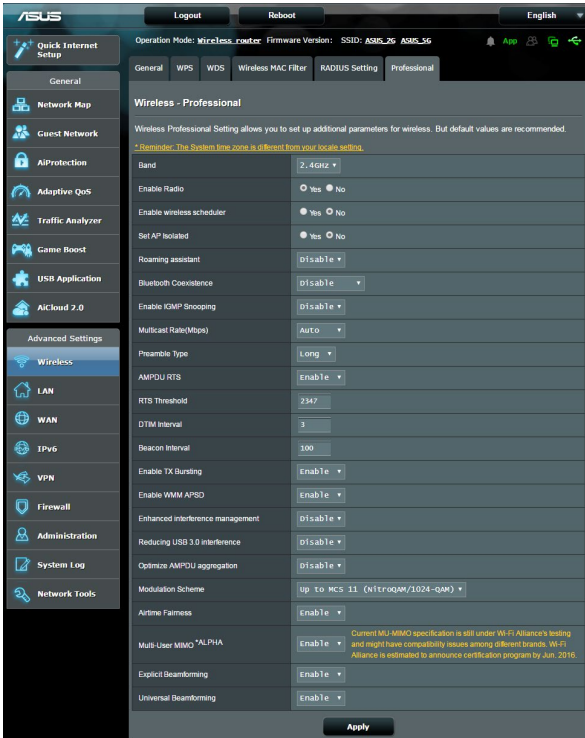 ASUS
Logout
Reboot
English
Quick Internet
Setup
Operation Mode: Wireless router Firmware Version: SSID: ASUS_2G ASUS_5G
App
General
WPS
WDS
Wireless MAC Filter
RADIUS Setting
Professional
General
Network Map
Guest Network
AiProtection
Adaptive QoS
Traffic Analyzer
Game Boost
USB Application
AiCloud 2.0
Advanced Settings
Wireless
LAN
WAN
IPv6
VPN
Firewall
Administration
System Log
Network Tools
Wireless - Professional
Wireless Professional Setting allows you to set up additional parameters for wireless. But default values are recommended.
* Reminder: The System time zone is different from your locale setting.
Band 2.4GHz
Enable Radio Yes No
Enable wireless scheduler Yes No
Set AP Isolated Yes No
Roaming assistant Disable
Bluetooth Coexistence Disable
Enable IGMP Snooping Disable
Multicast Rate(Mbps) Auto
Preamble Type Long
AMPDU RTS Enable
RTS Threshold 2347
DTIM Interval 3
Beacon Interval 100
Enable TX Bursting Enable
Enable WMM APSD Enable
Enhanced interference management Disable
Reducing USB 3.0 interference Disable
Optimize AMPDU aggregation Disable
Modulation Scheme Up to MCS 11 (NitroQAM/1024-QAM)
Airtime Fairness Enable
Multi-User MIMO *ALPHA Enable
Current MU-MIMO specification is still under Wi-Fi Alliance's testing
and might have compatibility issues among different brands. Wi-Fi
Alliance is estimated to announce certification program by Jun. 2016.
Explicit Beamforming Enable
Universal Beamforming Enable
Apply